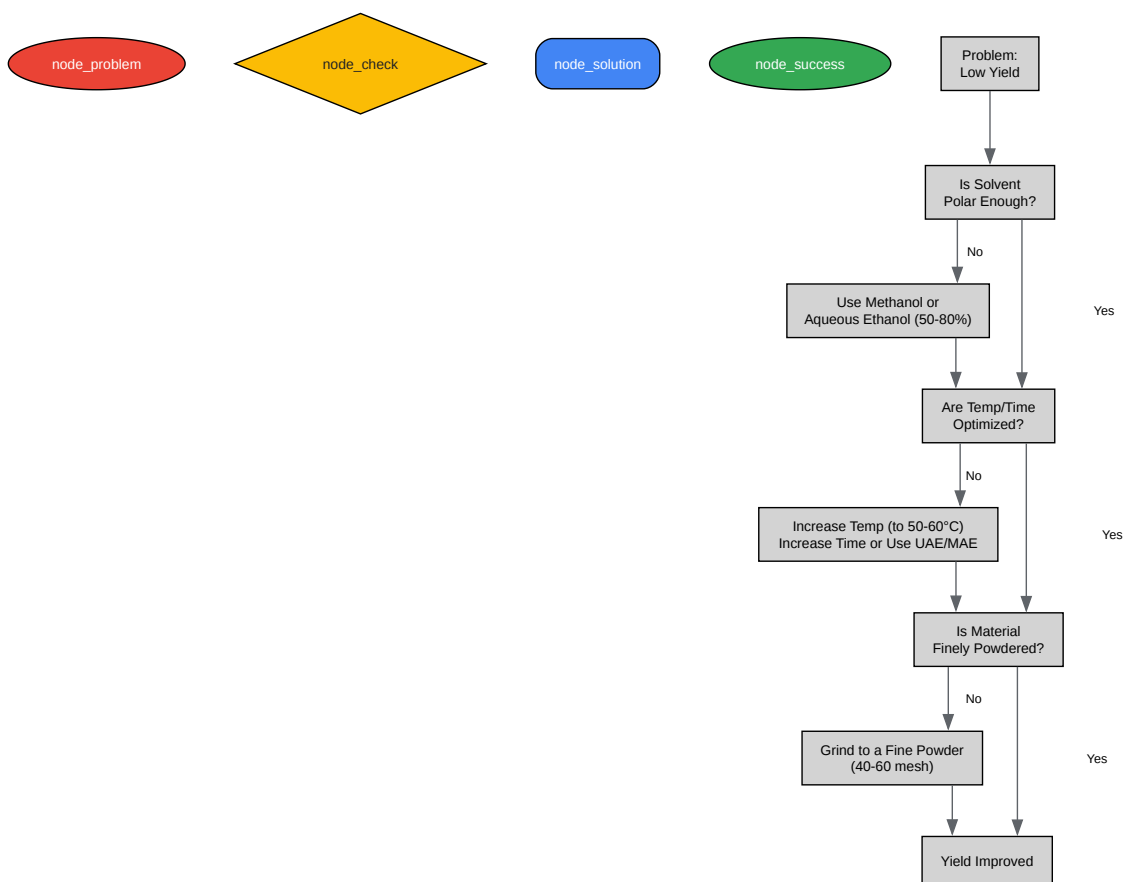 node_problem
node_check
node_solution
node_success
Problem:
Low Yield
Is Solvent
Polar Enough?
No
Use Methanol or
Aqueous Ethanol (50-80%)
Yes
Are Temp/Time
Optimized?
No
Increase Temp (to 50-60°C)
Increase Time or Use UAE/MAE
Yes
Is Material
Finely Powdered?
No
Grind to a Fine Powder
(40-60 mesh)
Yes
Yield Improved